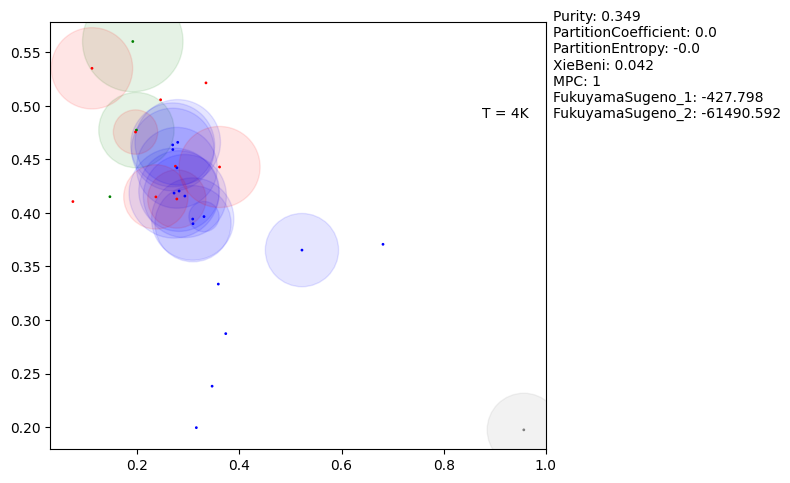 Purity: 0.349
PartitionCoefficient: 0.0
PartitionEntropy: -0.0
XieBeni: 0.042
MPC: 1
FukuyamaSugeno_1: -427.798
FukuyamaSugeno_2: -61490.592
T = 4K
0.55
0.50
0.45
0.40
0.35
0.30
0.25
0.20
0.2 0.4 0.6 0.8 1.0